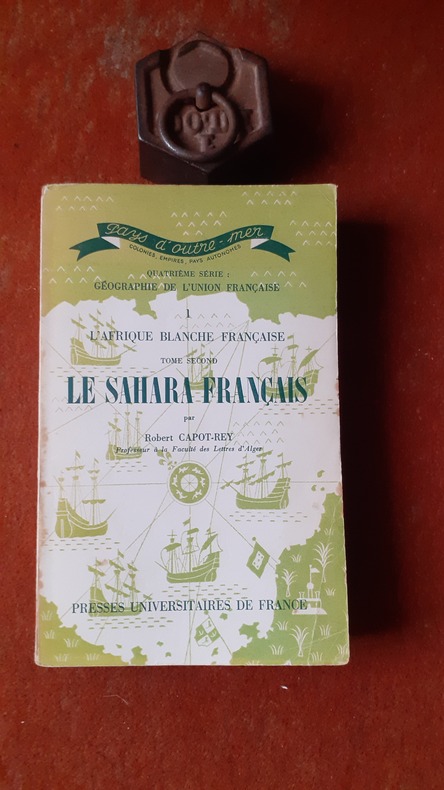 Pays d'outre-mer
COLONIES, EMPIRES, PAYS AUTONOMES
QUATRIÈME SÉRIE :
GÉOGRAPHIE DE L'UNION FRANÇAISE
1
L'AFRIQUE BLANCHE FRANÇAISE
TOME SECOND
LE SAHARA FRANÇAIS
par
Robert CAPOT-REY
Professeur à la Faculté des Lettres d'Alger
PRESSES UNIVERSITAIRES DE FRANCE